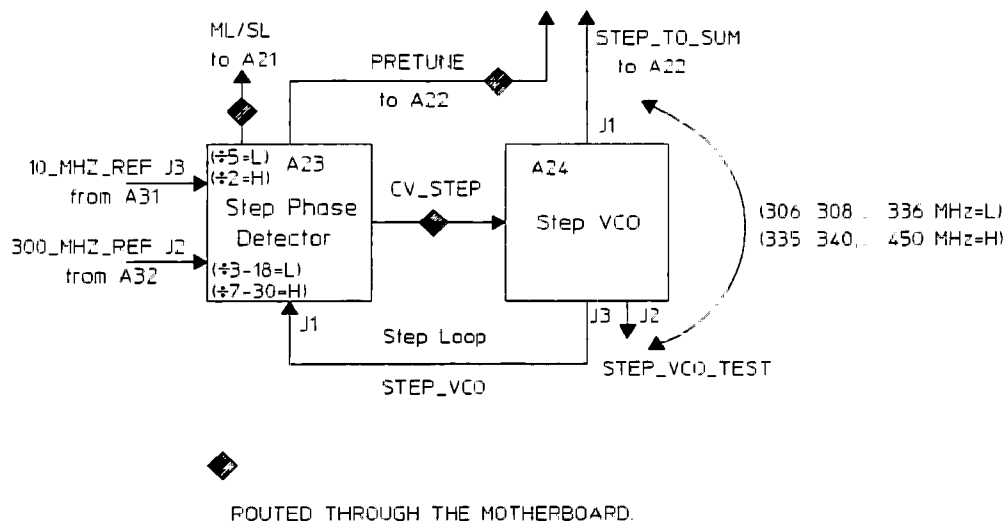 ML/SL
to A21
PRETUNE
to A22
STEP_TO_SUM
to A22
J1
10_MHZ_REF J3
from A31
(÷5=L)
(÷2=H)
A23
Step Phase
Detector
(÷3-18=L)
(÷7-30=H)
300_MHZ_REF J2
from A32
CV_STEP
A24
Step VCO
(306 308 .. 336 MHz=L)
(335 340, . 450 MHz=H)
J1
Step Loop
STEP_VCO
J3
J2
STEP_VCO_TEST
ROUTED THROUGH THE MOTHERBOARD.